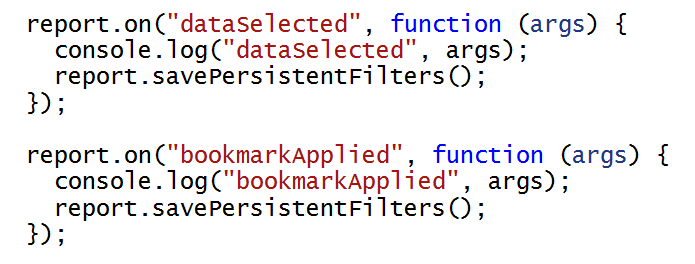 report.on("dataSelected", function (args) {
  console.log("dataSelected", args);
  report.savePersistentFilters();
});

report.on("bookmarkApplied", function (args) {
  console.log("bookmarkApplied", args);
  report.savePersistentFilters();
});